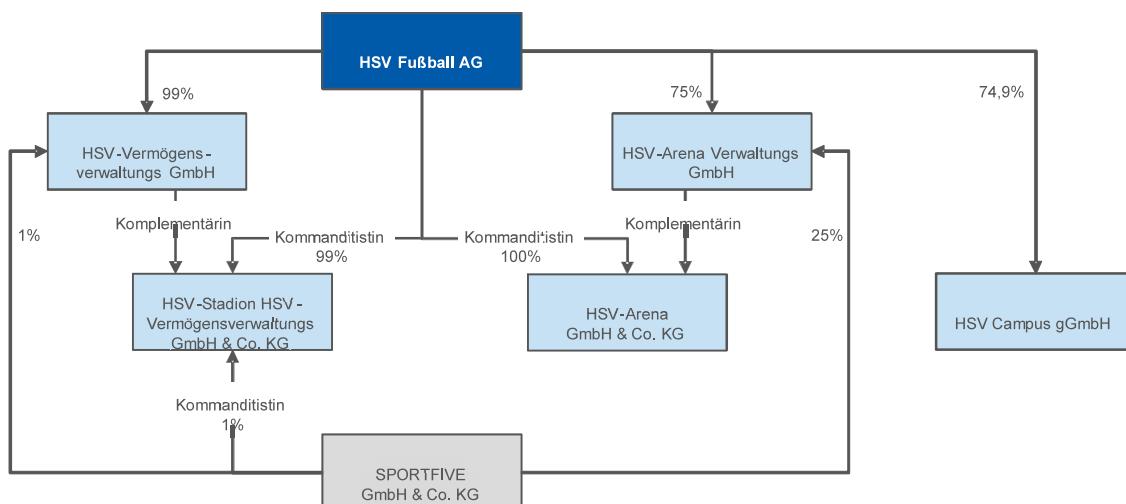 HSV Fußball AG
99%
75%
74,9%
HSV-Vermögens-
verwaltungs GmbH
HSV-Arena Verwaltungs
GmbH
1%
Komplementärin
Kommanditistin
99%
Kommanditistin
100%
Komplementärin
25%
HSV-Stadion HSV-
Vermögensverwaltungs
GmbH & Co. KG
HSV-Arena
GmbH & Co. KG
HSV Campus gGmbH
Kommanditistin
1%
SPORTFIVE
GmbH & Co. KG